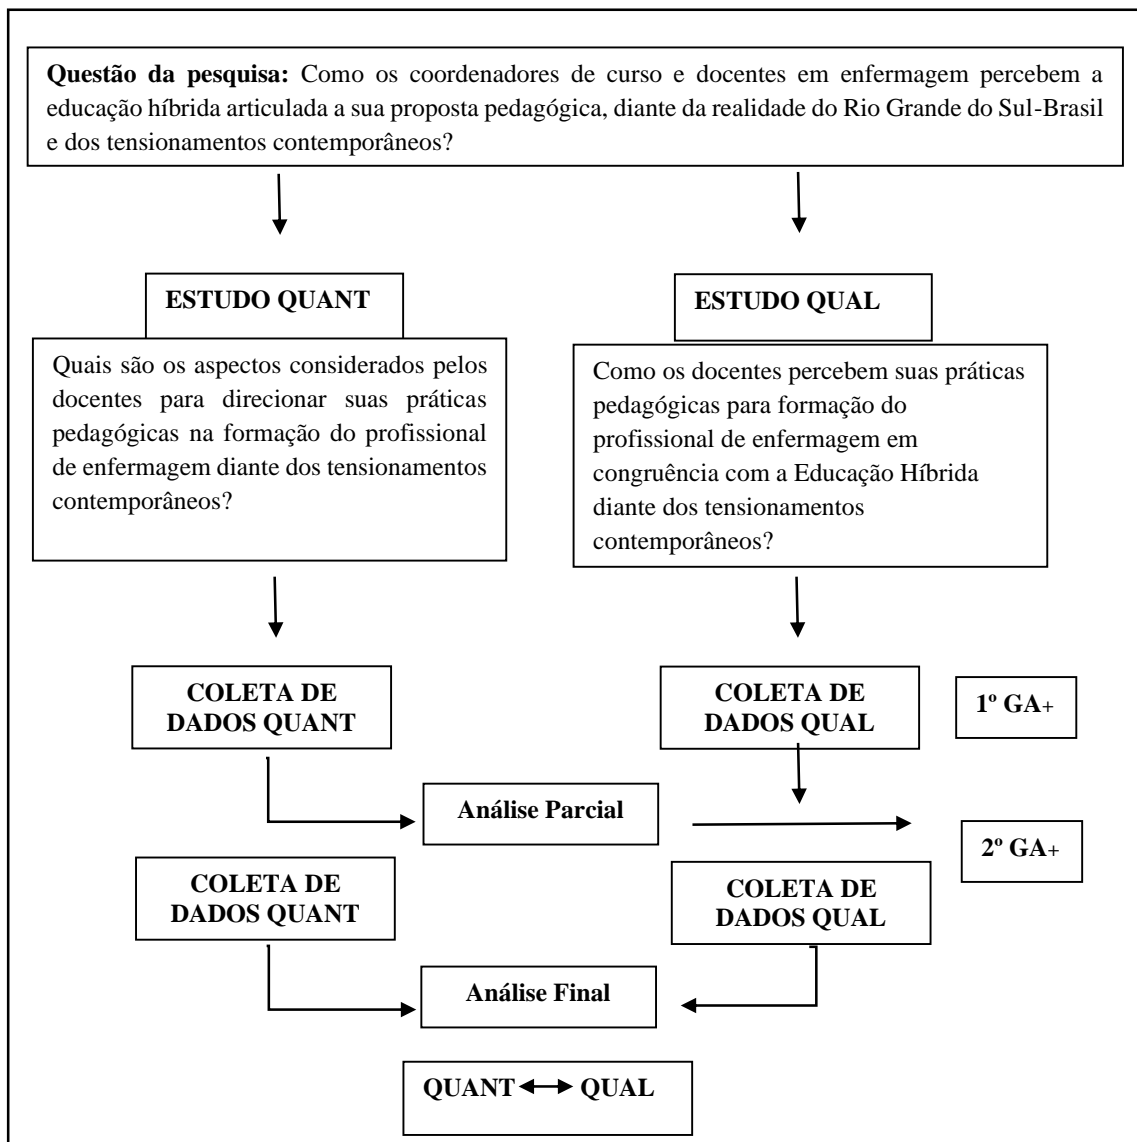 Questão da pesquisa: Como os coordenadores de curso e docentes em enfermagem percebem a
educação híbrida articulada a sua proposta pedagógica, diante da realidade do Rio Grande do Sul-Brasil
e dos tensionamentos contemporâneos?
ESTUDO QUANT
Quais são os aspectos considerados pelos
docentes para direcionar suas práticas
pedagógicas na formação do profissional
de enfermagem diante dos tensionamentos
contemporâneos?
ESTUDO QUAL
Como os docentes percebem suas práticas
pedagógicas para formação do
profissional de enfermagem em
congruência com a Educação Híbrida
diante dos tensionamentos
contemporâneos?
COLETA DE
DADOS QUANT
COLETA DE
DADOS QUAL
1º GA+
Análise Parcial
2º GA+
COLETA DE
DADOS QUANT
COLETA DE
DADOS QUAL
Análise Final
QUANT QUAL